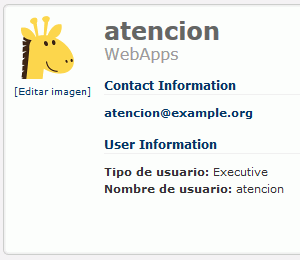 atencion
WebApps
[Editar imagen]
Contact Information
atencion@example.org
User Information
Tipo de usuario: Executive
Nombre de usuario: atencion